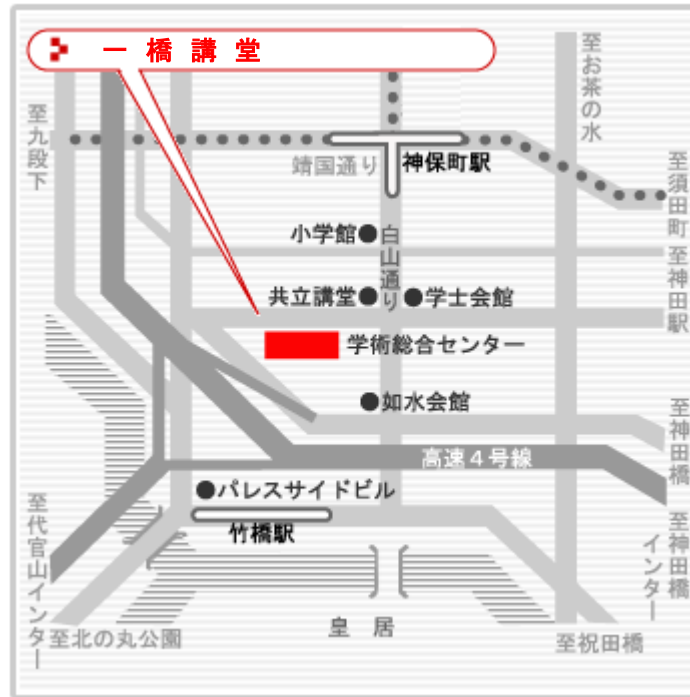 一橋講堂
至お茶の水
至九段下
靖国通り
神保町駅
至須田町
小学館
白山通り
至神田駅
共立講堂
学士会館
学術総合センター
如水会館
至神田橋
高速4号線
パレスサイドビル
至代官山インター
竹橋駅
至神田橋インター
皇居
至北の丸公園
至祝田橋